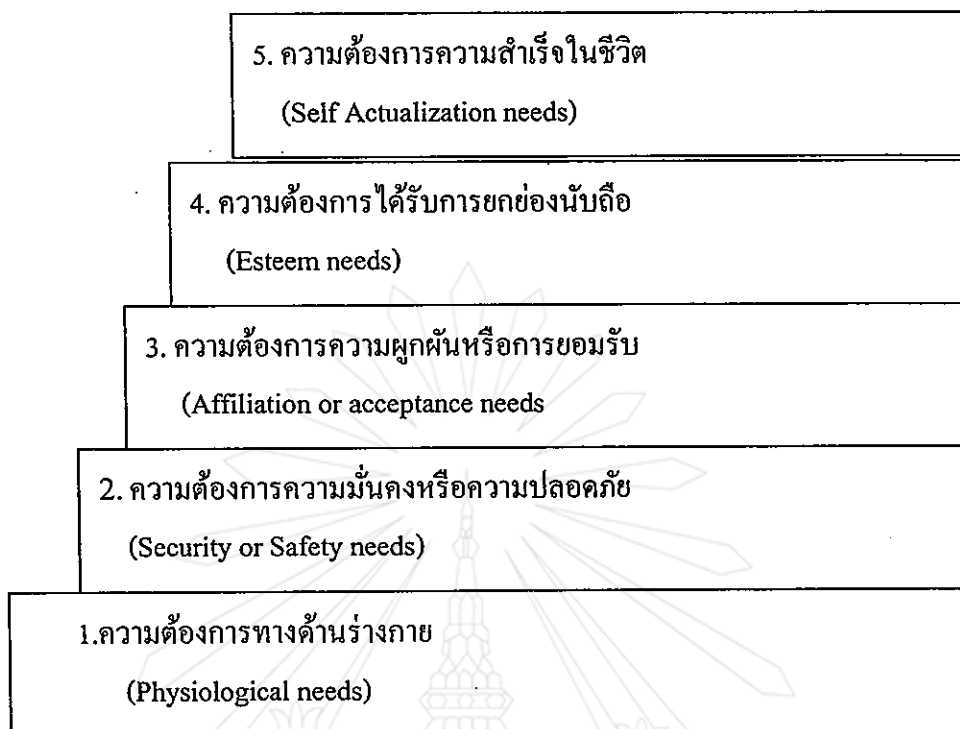 5. ความต้องการความสำเร็จในชีวิต
(Self Actualization needs)
4. ความต้องการได้รับการยกย่องนับถือ
(Esteem needs)
3. ความต้องการความผูกผันหรือการยอมรับ
(Affiliation or acceptance needs
2. ความต้องการความมั่นคงหรือความปลอดภัย
(Security or Safety needs)
1.ความต้องการทางด้านร่างกาย
(Physiological needs)